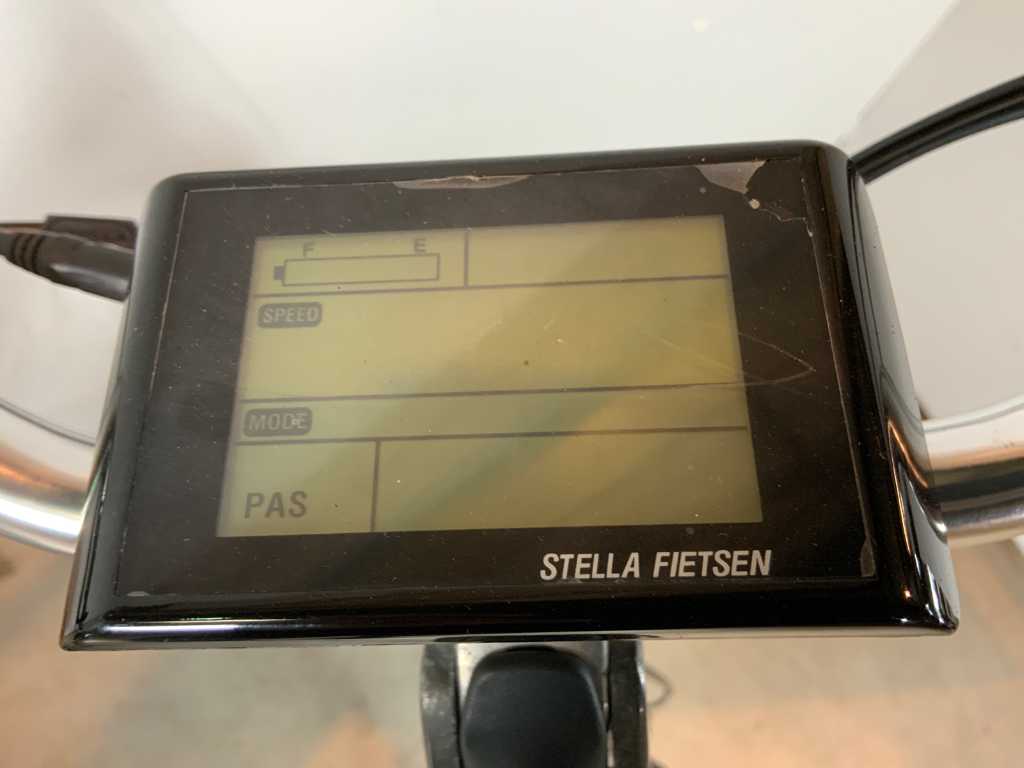 F E
SPEED
MODE
PAS
STELLA FIETSEN